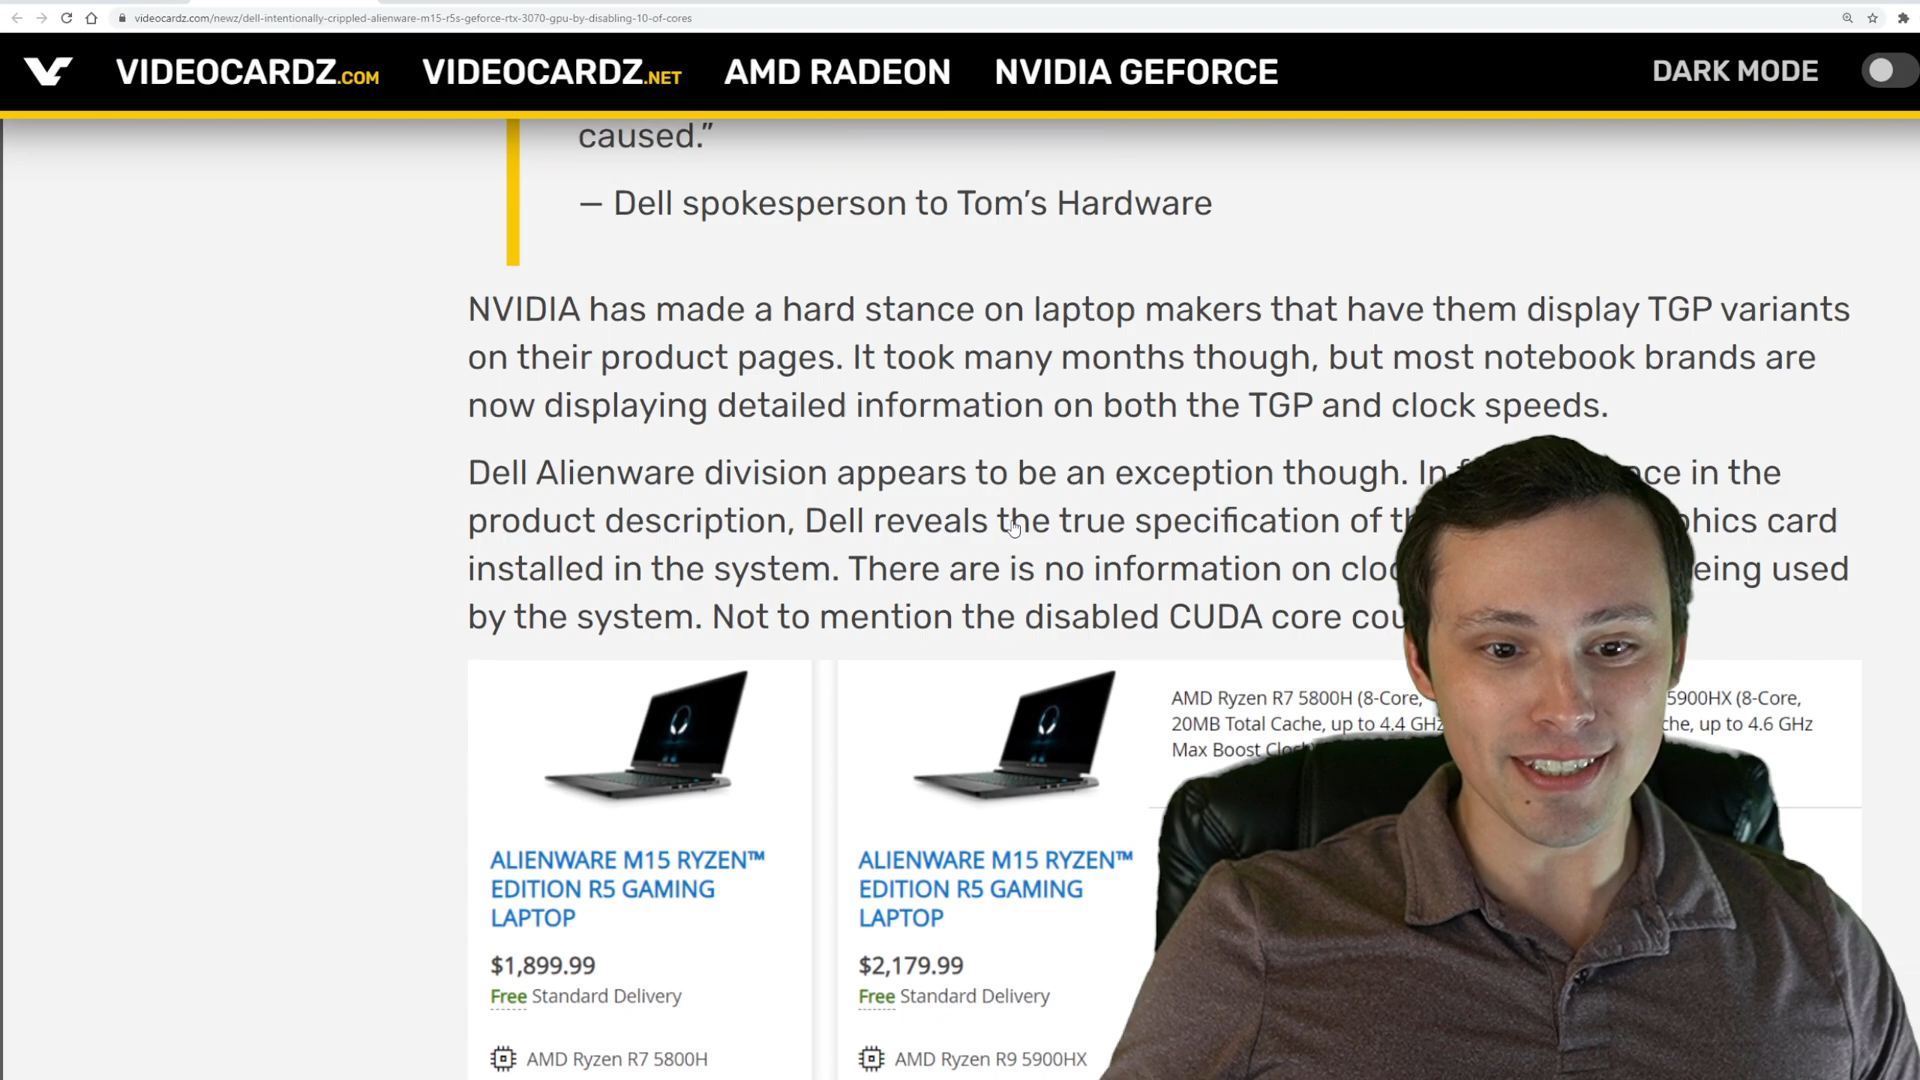 videocardz.com/newz/dell-intentionally-crippled-alienware-m15-r5s-geforce-rtx-3070-gpu-by-disabling-10-of-cores
VIDEOCARDZ.COM VIDEOCARDZ.NET AMD RADEON NVIDIA GEFORCE DARK MODE
caused.”
— Dell spokesperson to Tom’s Hardware
NVIDIA has made a hard stance on laptop makers that have them display TGP variants
on their product pages. It took many months though, but most notebook brands are
now displaying detailed information on both the TGP and clock speeds.
Dell Alienware division appears to be an exception though. In in the
product description, Dell reveals the true specification of card
installed in the system. There are is no information on being used
by the system. Not to mention the disabled CUDA core
AMD Ryzen R7 5800H (8-Core, 5900HX (8-Core,
20MB Total Cache, up to 4.4 GHz up to 4.6 GHz
Max Boost
ALIENWARE M15 RYZEN™
EDITION R5 GAMING
LAPTOP
$1,899.99
Free Standard Delivery
AMD Ryzen R7 5800H
ALIENWARE M15 RYZEN™
EDITION R5 GAMING
LAPTOP
$2,179.99
Free Standard Delivery
AMD Ryzen R9 5900HX